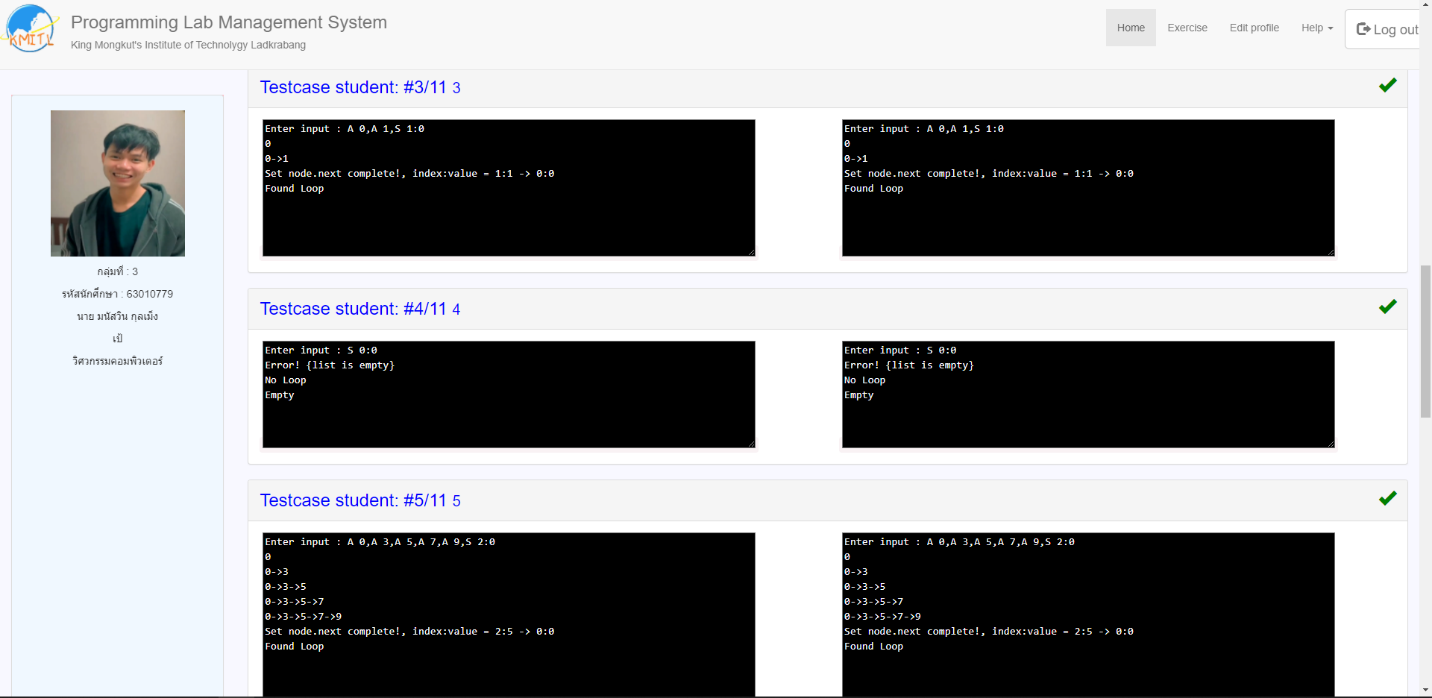 KMITL
Programming Lab Management System
King Mongkut's Institute of Technolygy Ladkrabang
Home
Exercise
Edit profile
Help
Log out
กลุ่มที่ : 3
รหัสนักศึกษา : 63010779
นาย มนัสวิน กุลเม็ง
เป้
วิศวกรรมคอมพิวเตอร์
Testcase student: #3/11 3
Enter input : A 0,A 1,S 1:0
0
0->1
Set node.next complete!, index:value = 1:1 -> 0:0
Found Loop
Enter input : A 0,A 1,S 1:0
0
0->1
Set node.next complete!, index:value = 1:1 -> 0:0
Found Loop
Testcase student: #4/11 4
Enter input : S 0:0
Error! {list is empty}
No Loop
Empty
Enter input : S 0:0
Error! {list is empty}
No Loop
Empty
Testcase student: #5/11 5
Enter input : A 0,A 3,A 5,A 7,A 9,S 2:0
0
0->3
0->3->5
0->3->5->7
0->3->5->7->9
Set node.next complete!, index:value = 2:5 -> 0:0
Found Loop
Enter input : A 0,A 3,A 5,A 7,A 9,S 2:0
0
0->3
0->3->5
0->3->5->7
0->3->5->7->9
Set node.next complete!, index:value = 2:5 -> 0:0
Found Loop